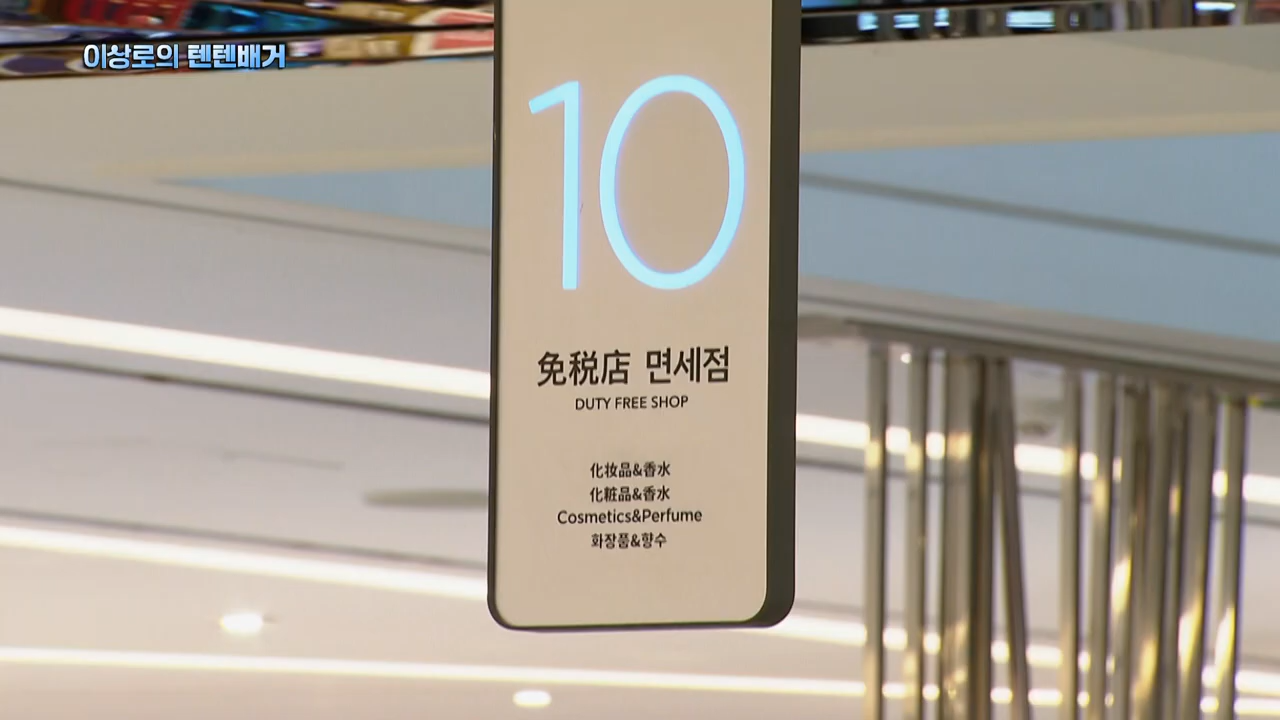 이상로의 텐텐배거
10
免税店 면세점
DUTY FREE SHOP
化妆品&香水
化粧品&香水
Cosmetics&Perfume
화장품&향수